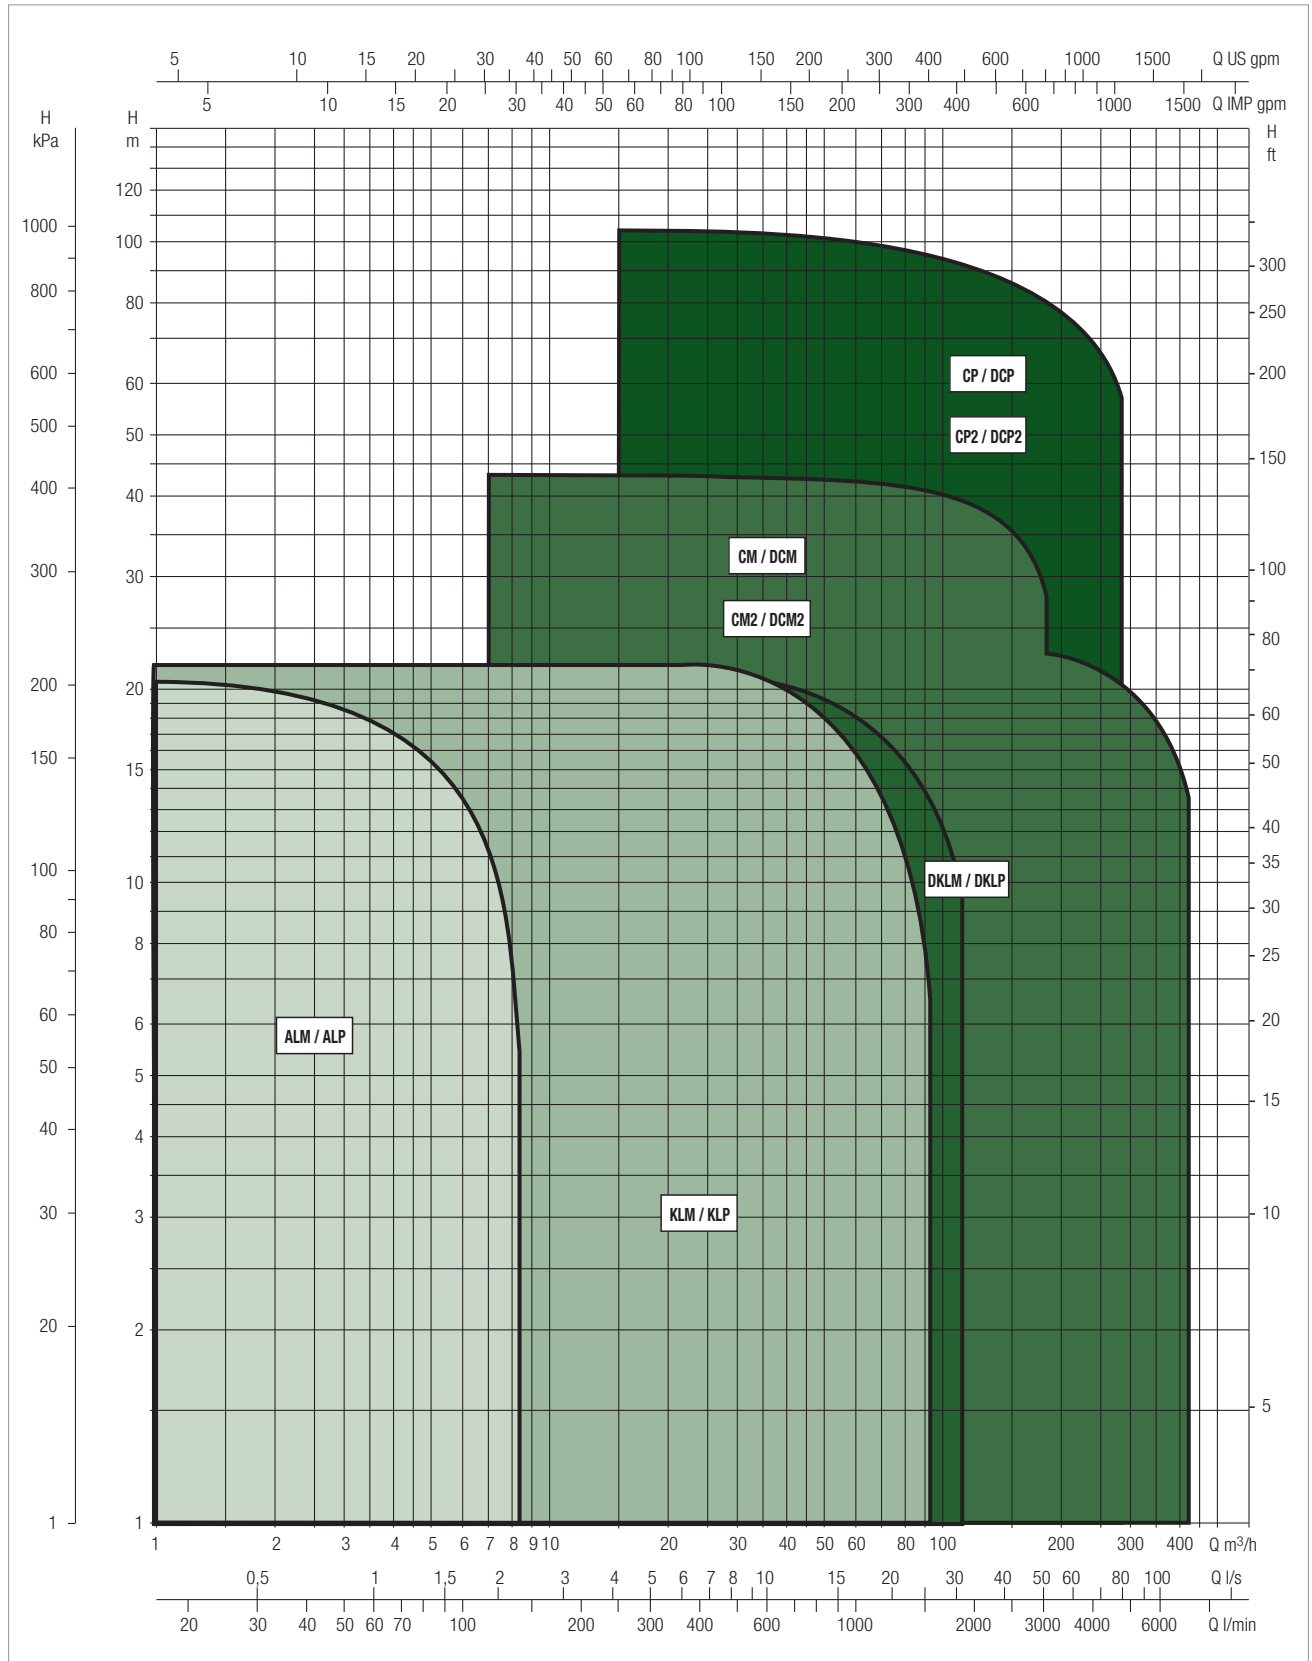 5 10 15 20 30 40 50 60 80 100 150 200 300 400 600 1000 1500 Q US gpm
5 10 15 20 30 40 50 60 80 100 150 200 300 400 600 1000 1500 Q IMP gpm
H
kPa
H
m
H
ft
1000
800
600
500
400
300
200
150
100
80
60
50
40
30
20
1
120
100
80
60
50
40
30
20
15
10
8
6
5
4
3
2
1
300
250
200
150
100
80
60
50
40
35
30
25
20
15
10
5
CP / DCP
CP2 / DCP2
CM / DCM
CM2 / DCM2
DKLM / DKLP
ALM / ALP
KLM / KLP
1 2 3 4 5 6 7 8 9 10 20 30 40 50 60 80 100 200 300 400 Q m³/h
0,5 1 1,5 2 3 4 5 6 7 8 10 15 20 30 40 50 60 80 100 Q l/s
20 30 40 50 60 70 100 200 300 400 600 1000 2000 3000 4000 6000 Q l/min